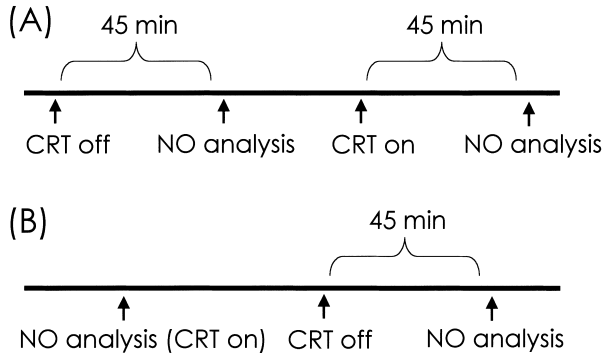 (A)
45 min 45 min
CRT off NO analysis CRT on NO analysis
(B)
45 min
NO analysis (CRT on) CRT off NO analysis